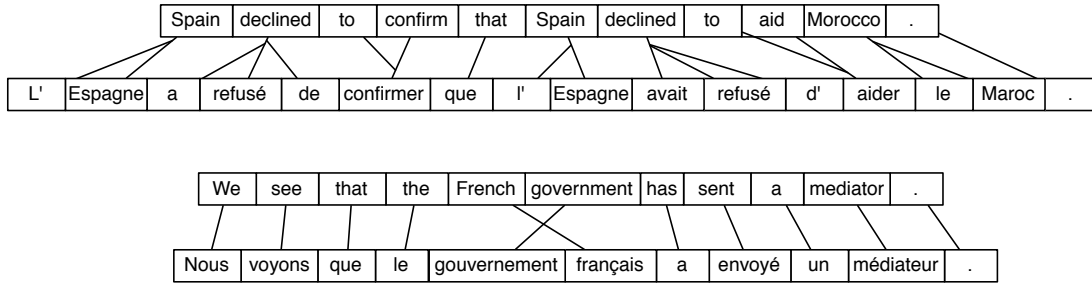 Spain declined to confirm that Spain declined to aid Morocco .
L' Espagne a refusé de confirmer que l' Espagne avait refusé d' aider le Maroc .
We see that the French government has sent a mediator .
Nous voyons que le gouvernement français a envoyé un médiateur .